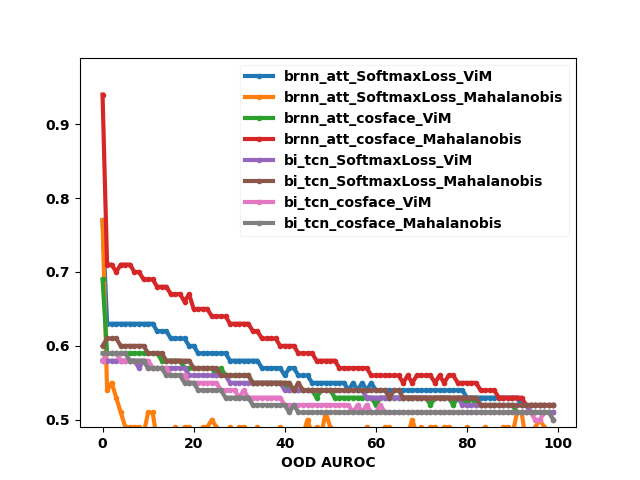 brnn_att_SoftmaxLoss_ViM
brnn_att_SoftmaxLoss_Mahalanobis
brnn_att_cosface_ViM
brnn_att_cosface_Mahalanobis
bi_tcn_SoftmaxLoss_ViM
bi_tcn_SoftmaxLoss_Mahalanobis
bi_tcn_cosface_ViM
bi_tcn_cosface_Mahalanobis
0.9
0.8
0.7
0.6
0.5
0 20 40 60 80 100
OOD AUROC